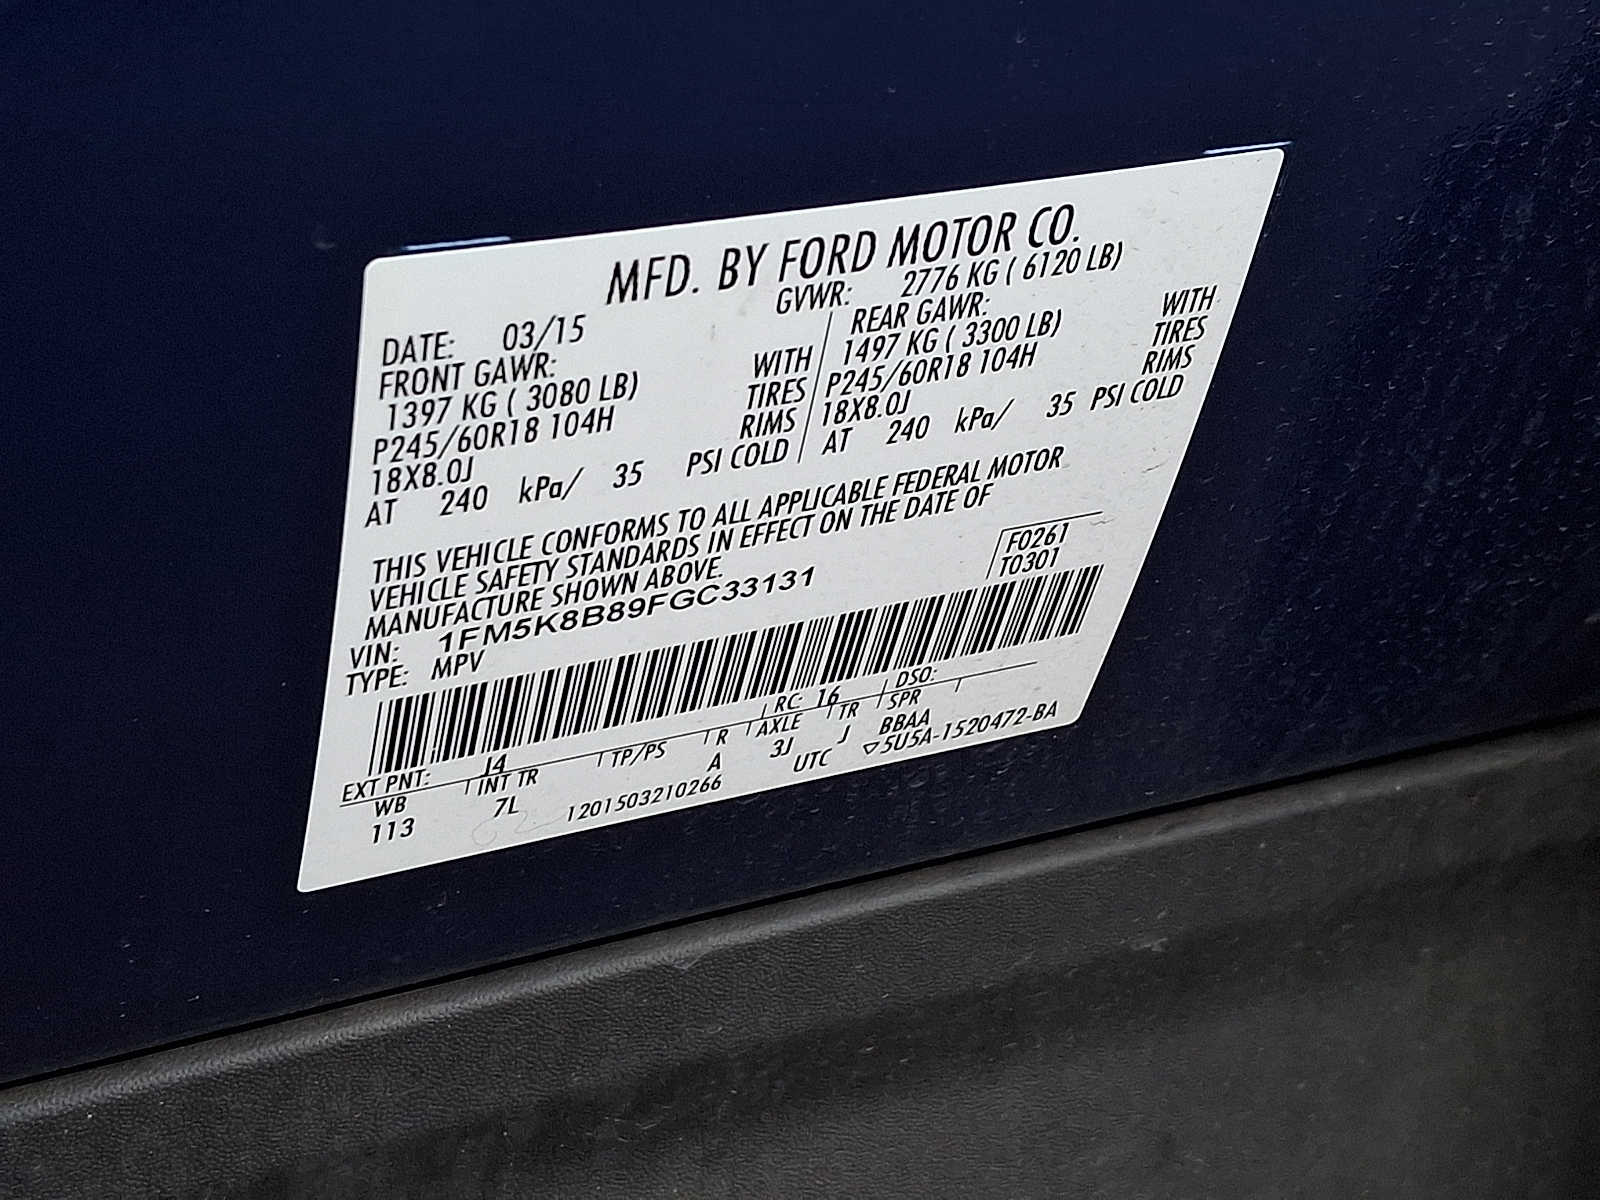 MFD. BY FORD MOTOR CO.
DATE: 03/15 GVWR: 2776 KG ( 6120 LB)
FRONT GAWR: REAR GAWR:
1397 KG ( 3080 LB) WITH 1497 KG ( 3300 LB) WITH
P245/60R18 104H TIRES P245/60R18 104H TIRES
18X8.0J RIMS 18X8.0J RIMS
AT 240 kPa/ 35 PSI COLD AT 240 kPa/ 35 PSI COLD
THIS VEHICLE CONFORMS TO ALL APPLICABLE FEDERAL MOTOR
VEHICLE SAFETY STANDARDS IN EFFECT ON THE DATE OF
MANUFACTURE SHOWN ABOVE.
F0261
T0301
VIN: 1FM5K8B89FGC33131
TYPE: MPV
EXT PNT: J4 RC: 16 DSO:
WB INT TR TP/PS R AXLE TR SPR
113 7L A 3J J BBAA
1201503210266 UTC ▽5U5A-1520472-BA